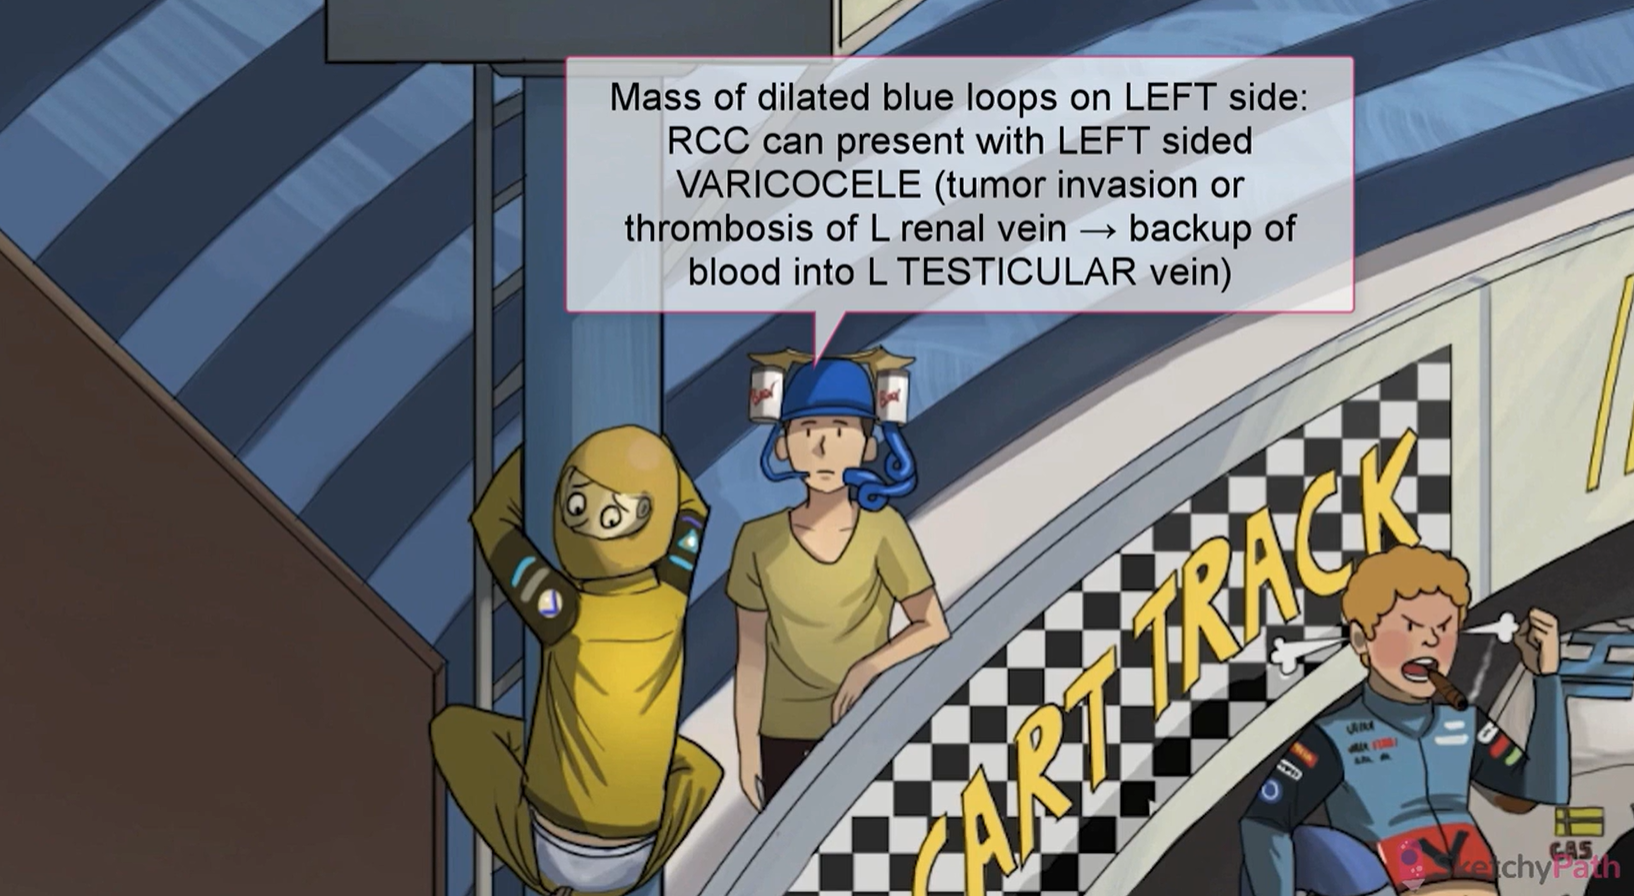 Mass of dilated blue loops on LEFT side:
RCC can present with LEFT sided
VARICOCELE (tumor invasion or
thrombosis of L renal vein → backup of
blood into L TESTICULAR vein)
CART TRACK
GAS
SketchyPath